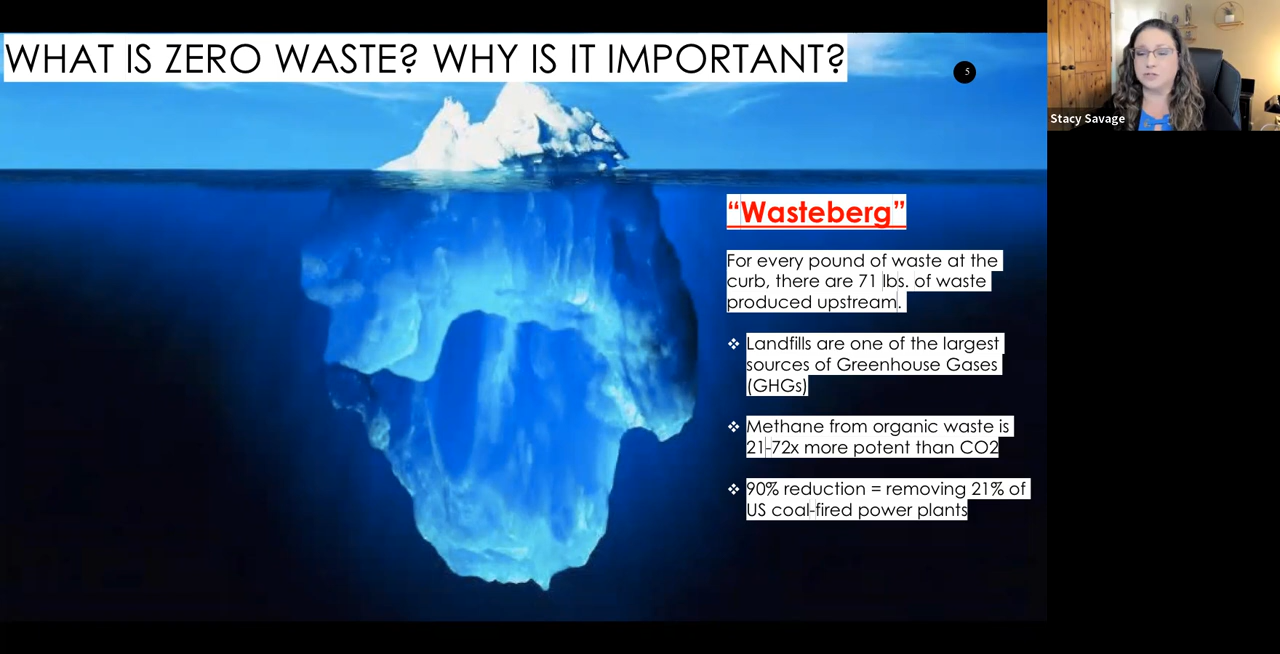 WHAT IS ZERO WASTE? WHY IS IT IMPORTANT?
5
Stacy Savage
“Wasteberg”
For every pound of waste at the
curb, there are 71 lbs. of waste
produced upstream.
❖ Landfills are one of the largest
sources of Greenhouse Gases
(GHGs)
❖ Methane from organic waste is
21-72x more potent than CO2
❖ 90% reduction = removing 21% of
US coal-fired power plants